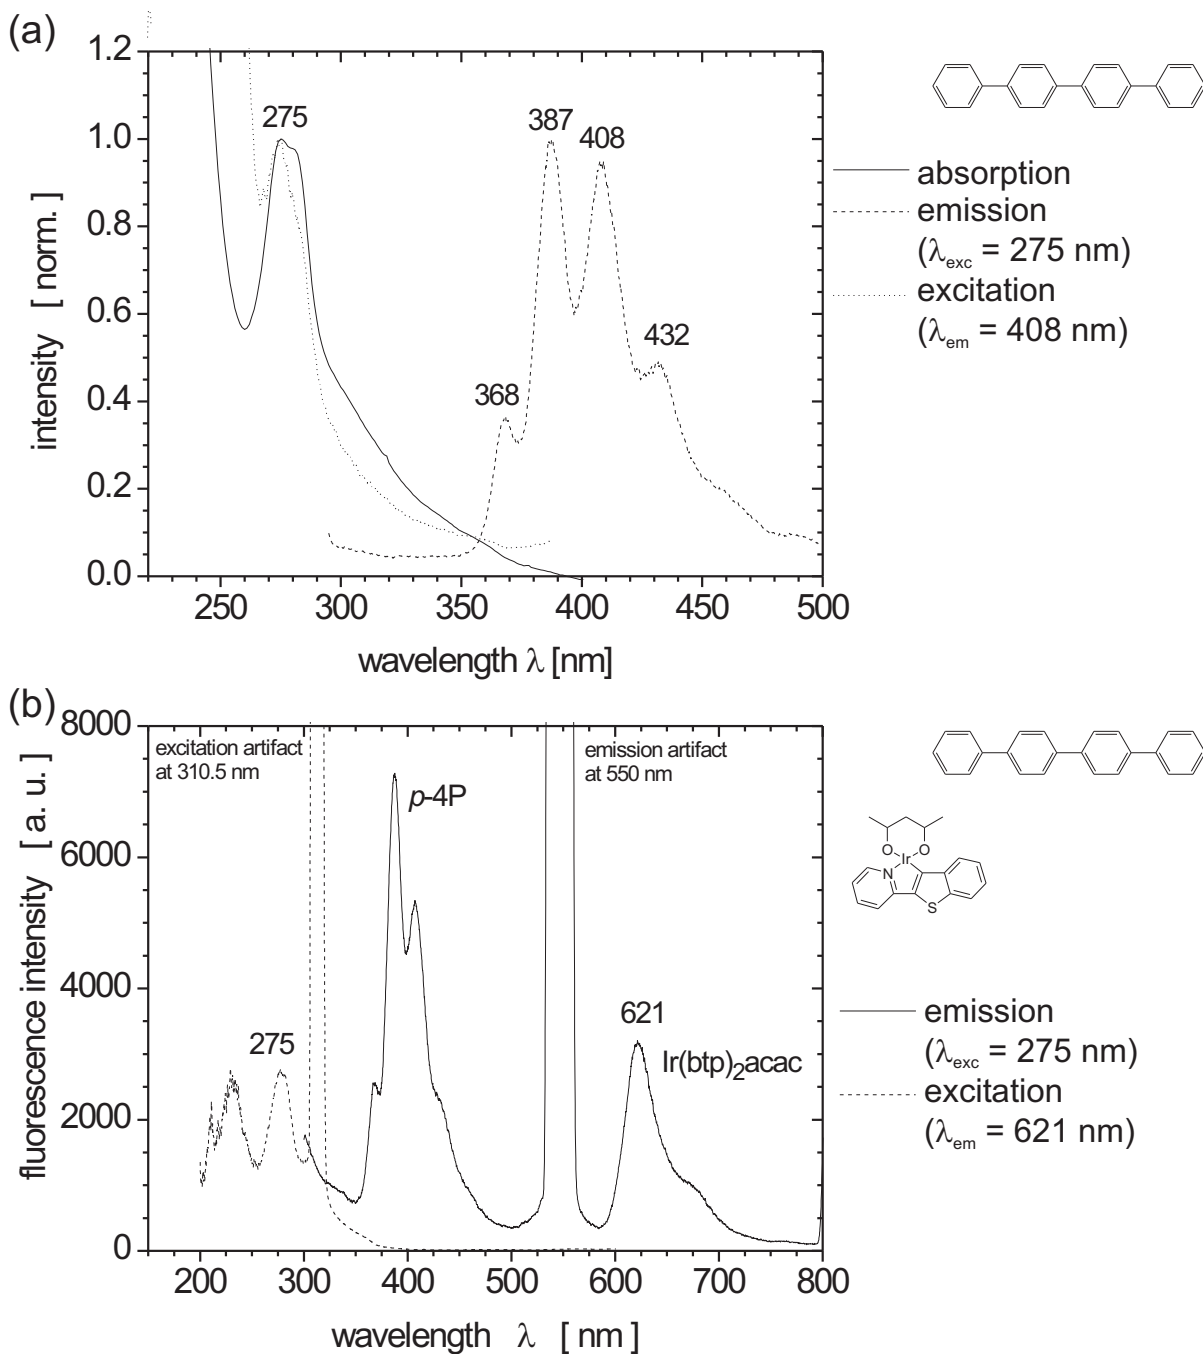 (a)
1.2
1.0
0.8
0.6
0.4
0.2
0.0
intensity [ norm.]
275
368
387
408
432
250 300 350 400 450 500
wavelength λ [nm]
absorption
emission
(λexc = 275 nm)
excitation
(λem = 408 nm)
(b)
8000
6000
4000
2000
0
fluorescence intensity [ a. u.]
excitation artifact
at 310.5 nm
emission artifact
at 550 nm
p-4P
275
621
Ir(btp)2acac
200 300 400 500 600 700 800
wavelength λ [ nm]
O O
Ir
N
S
emission
(λexc = 275 nm)
excitation
(λem = 621 nm)